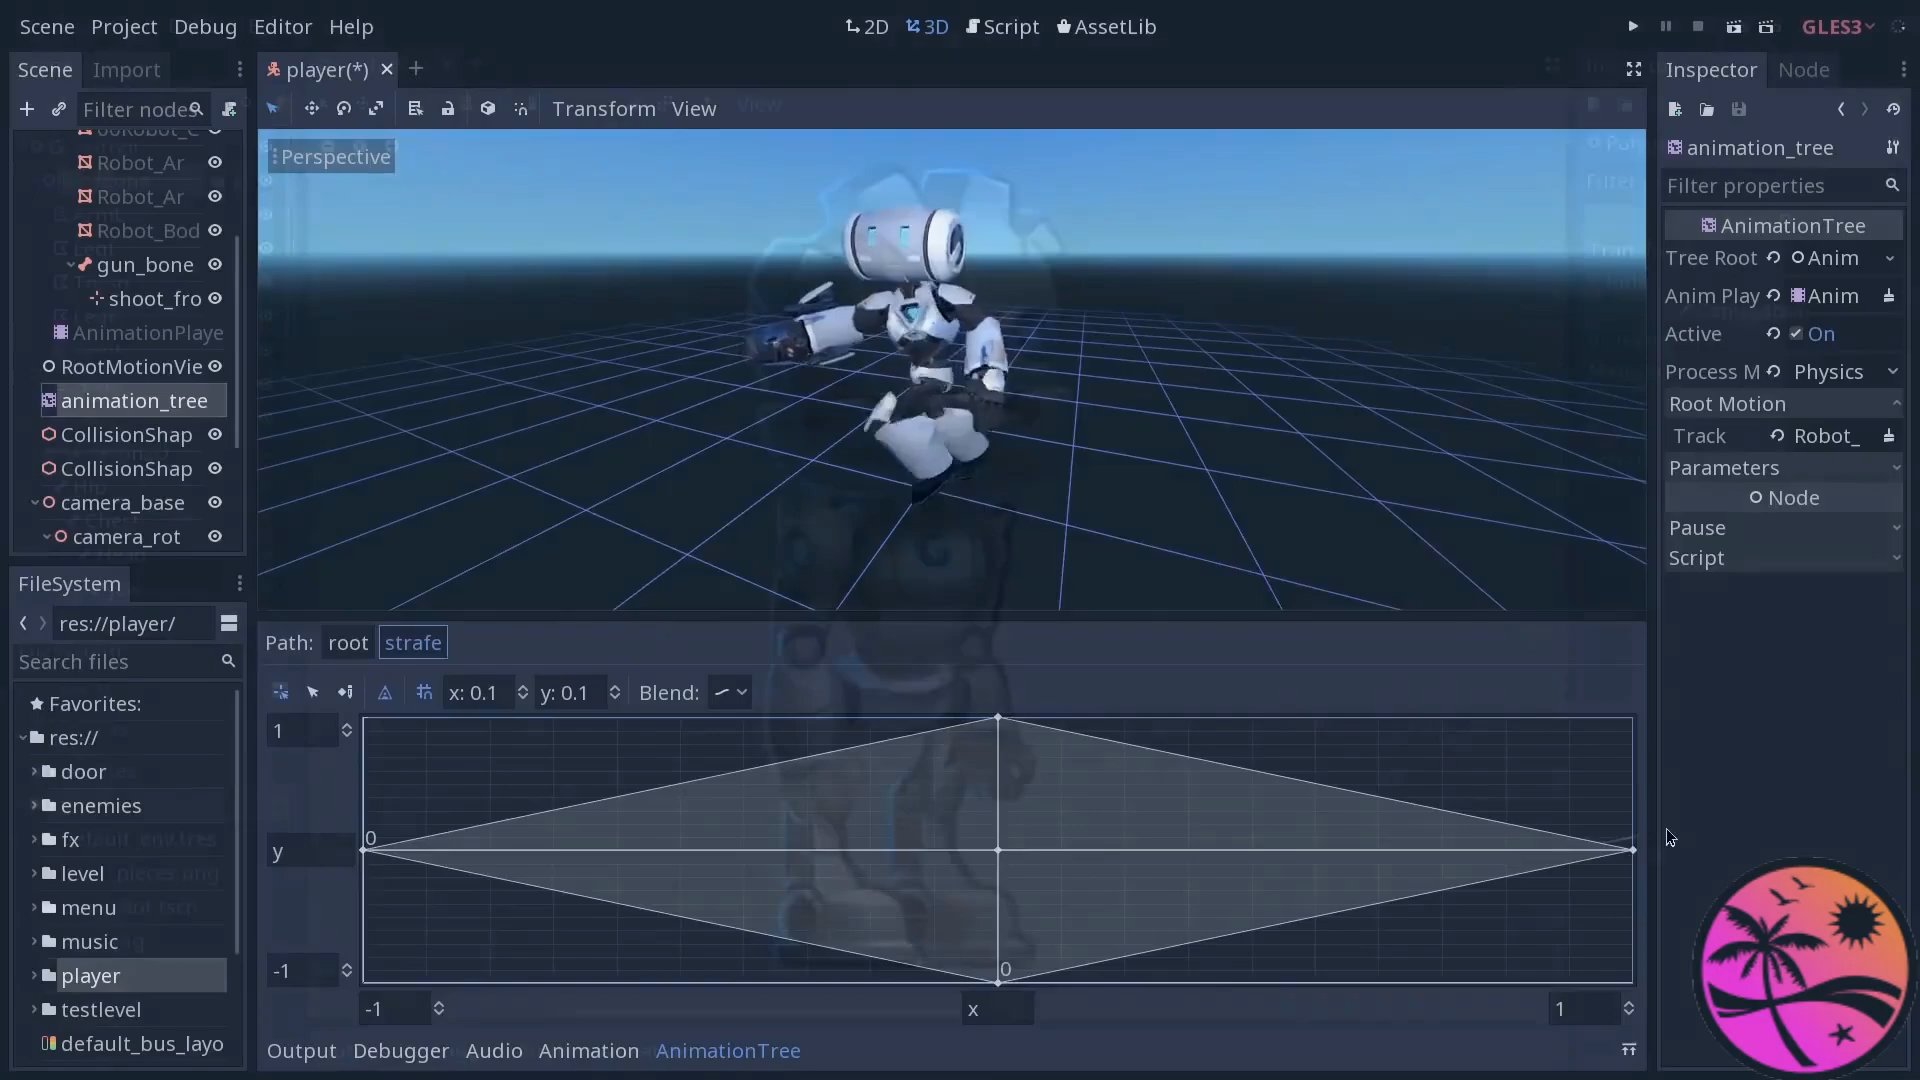 Scene Project Debug Editor Help
2D 3D Script AssetLib
GLES3
Scene Import
player(*)
Inspector Node
Filter nodes
Transform View
Perspective
Robot_Ar
Robot_Ar
Robot_Bod
gun_bone
shoot_fro
AnimationPlaye
RootMotionVie
animation_tree
CollisionShap
CollisionShap
camera_base
camera_rot
animation_tree
Filter properties
AnimationTree
Tree Root Anim
Anim Play Anim
Active On
Process M Physics
Root Motion
Track Robot_
Parameters
Node
Pause
Script
FileSystem
res://player/
Search files
Favorites:
res://
door
enemies
fx
level
menu
music
player
testlevel
default_bus_layo
Path: root strafe
x: 0.1 y: 0.1 Blend:
1
0
y
0
-1
-1 x 1
Output Debugger Audio Animation AnimationTree